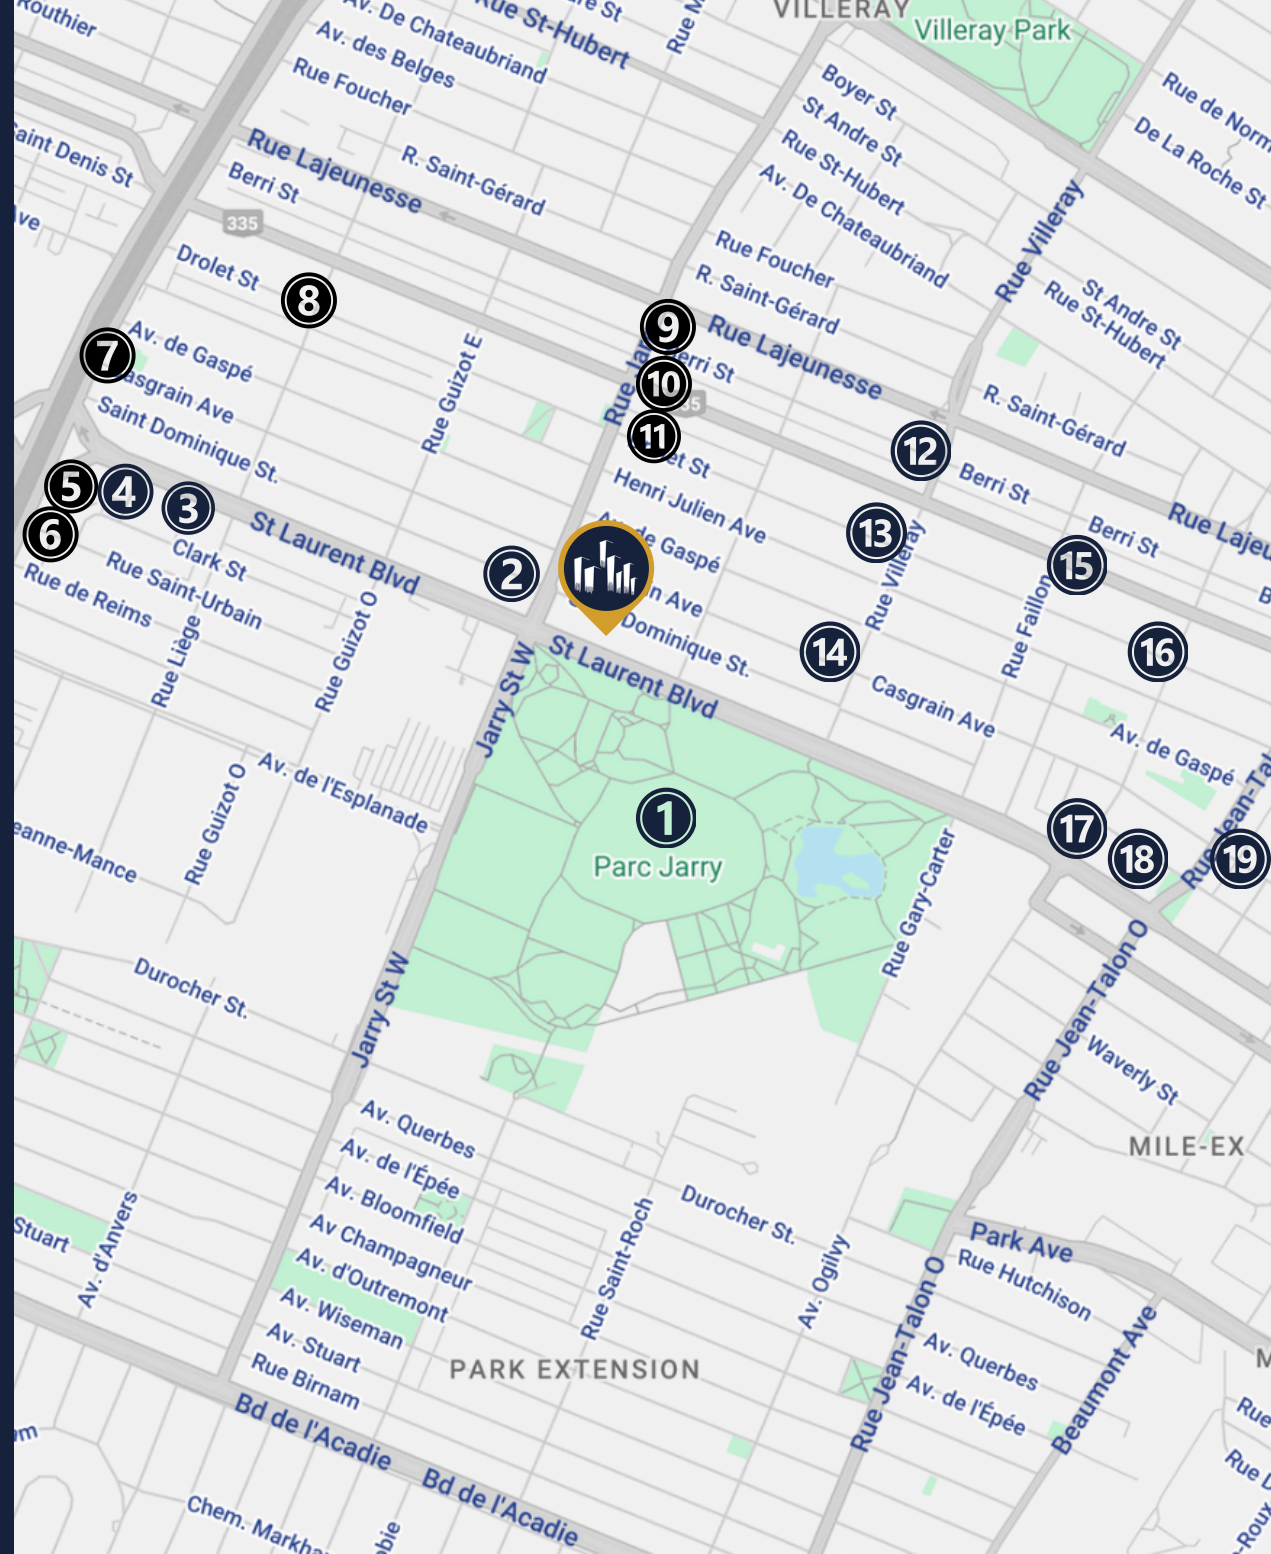 VILLERAY
Villeray Park
Rue St-Hubert
Av. De Chateaubriand
Av. des Belges
Rue Foucher
Rue Lajeunesse
R. Saint-Gérard
Berri St
335
Drolet St
Boyer St
St Andre St
Rue St-Hubert
Av. De Chateaubriand
Rue Foucher
R. Saint-Gérard
Rue Lajeunesse
Rue Villeray
De La Roche St
St Andre St
Rue St-Hubert
R. Saint-Gérard
Berri St
Berri St
8
7
9
10
11
12
Av. de Gaspé
Saint Dominique St.
Rue Guizot E
Henri Julien Ave
5
4
3
6
2
13
14
15
16
St Laurent Blvd
Clark St
Rue Saint-Urbain
Rue de Reims
Rue Liège
Rue Guizot O
Rue Villeray
Rue Faillon
Dominique St.
St Laurent Blvd
Jarry St W
Casgrain Ave
Av. de Gaspé
Av. de l'Esplanade
Rue Guizot O
1
Parc Jarry
17
18
19
Rue Gary-Carter
Durocher St.
Jarry St W
Rue Jean-Talon O
Waverly St
MILE-EX
Av. Querbes
Av. de l'Épée
Av. Bloomfield
Av Champagneur
Av. d'Outremont
Av. Wiseman
Av. Stuart
Rue Birnam
Stuart
Av. d'Anvers
Durocher St.
Rue Saint-Roch
Av. Ogilvy
Park Ave
Rue Hutchison
Rue Jean-Talon O
Av. Querbes
Av. de l'Épée
Beaumont Ave
PARK EXTENSION
Bd de l'Acadie
Bd de l'Acadie